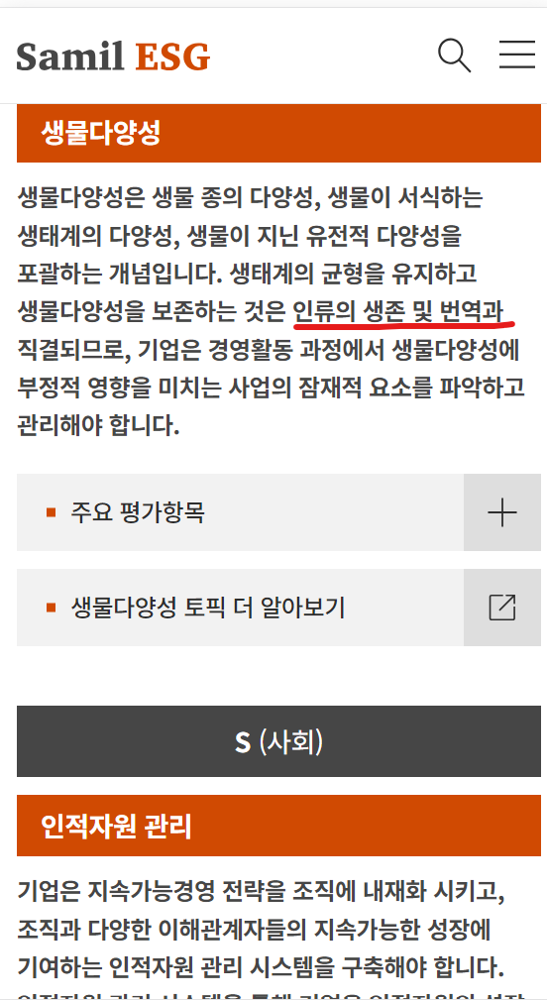 Samil ESG
생물다양성
생물다양성은 생물 종의 다양성, 생물이 서식하는
생태계의 다양성, 생물이 지닌 유전적 다양성을
포괄하는 개념입니다. 생태계의 균형을 유지하고
생물다양성을 보존하는 것은 인류의 생존 및 번역과
직결되므로, 기업은 경영활동 과정에서 생물다양성에
부정적 영향을 미치는 사업의 잠재적 요소를 파악하고
관리해야 합니다.
주요 평가항목
생물다양성 토픽 더 알아보기
S (사회)
인적자원 관리
기업은 지속가능경영 전략을 조직에 내재화 시키고,
조직과 다양한 이해관계자들의 지속가능한 성장에
기여하는 인적자원 관리 시스템을 구축해야 합니다.